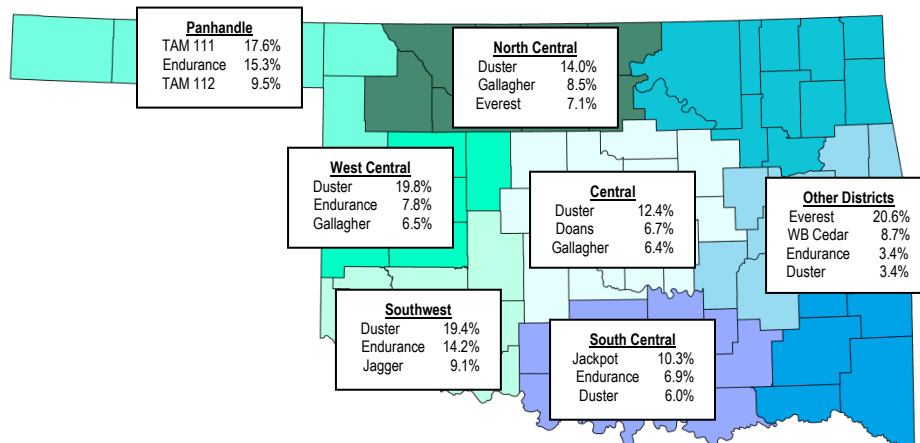 Panhandle
TAM 111 17.6%
Endurance 15.3%
TAM 112 9.5%
North Central
Duster 14.0%
Gallagher 8.5%
Everest 7.1%
West Central
Duster 19.8%
Endurance 7.8%
Gallagher 6.5%
Central
Duster 12.4%
Doans 6.7%
Gallagher 6.4%
Other Districts
Everest 20.6%
WB Cedar 8.7%
Endurance 3.4%
Duster 3.4%
Southwest
Duster 19.4%
Endurance 14.2%
Jagger 9.1%
South Central
Jackpot 10.3%
Endurance 6.9%
Duster 6.0%